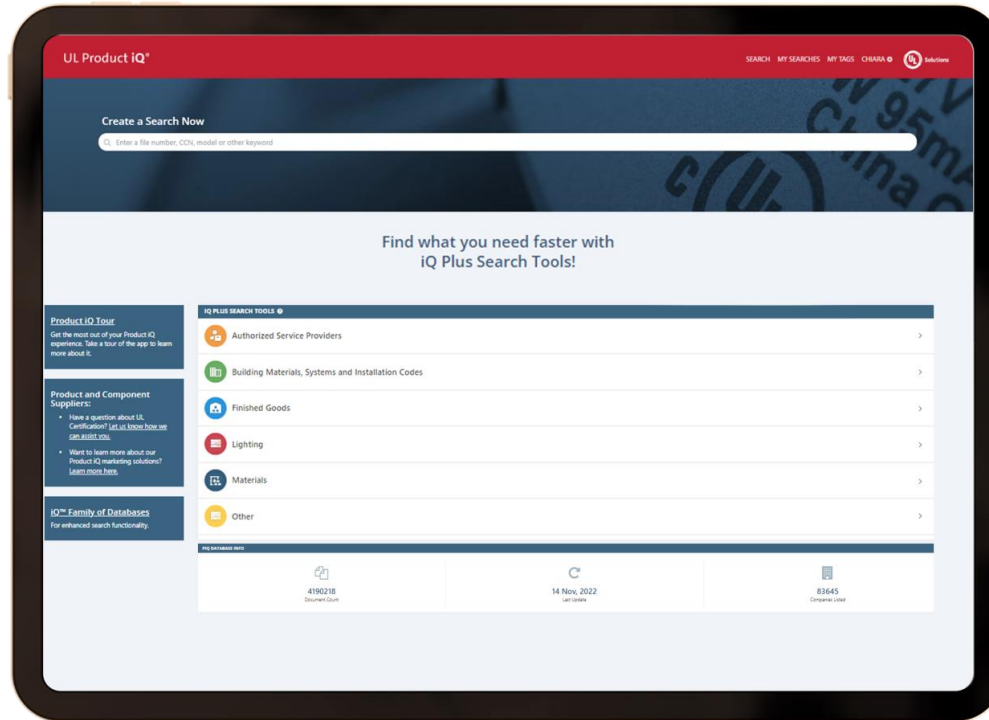 UL Product iQ®
SEARCH MY SEARCHES MY TAGS CHIARA
UL Solutions
Create a Search Now
Enter a file number, CCN, model or other keyword
Find what you need faster with
iQ Plus Search Tools!
Product iQ Tour
Get the most out of your Product iQ
experience. Take a tour of the app to learn
more about it.
Product and Component
Suppliers:
• Have a question about UL
Certification? Let us know how we
can assist you.
• Want to learn more about our
Product iQ marketing solutions?
Learn more here.
iQ™ Family of Databases
For enhanced search functionality.
IQ PLUS SEARCH TOOLS
Authorized Service Providers
Building Materials, Systems and Installation Codes
Finished Goods
Lighting
Materials
Other
PIQ DATABASE INFO
4190218
Document Count
14 Nov, 2022
Last Update
83645
Companies Listed